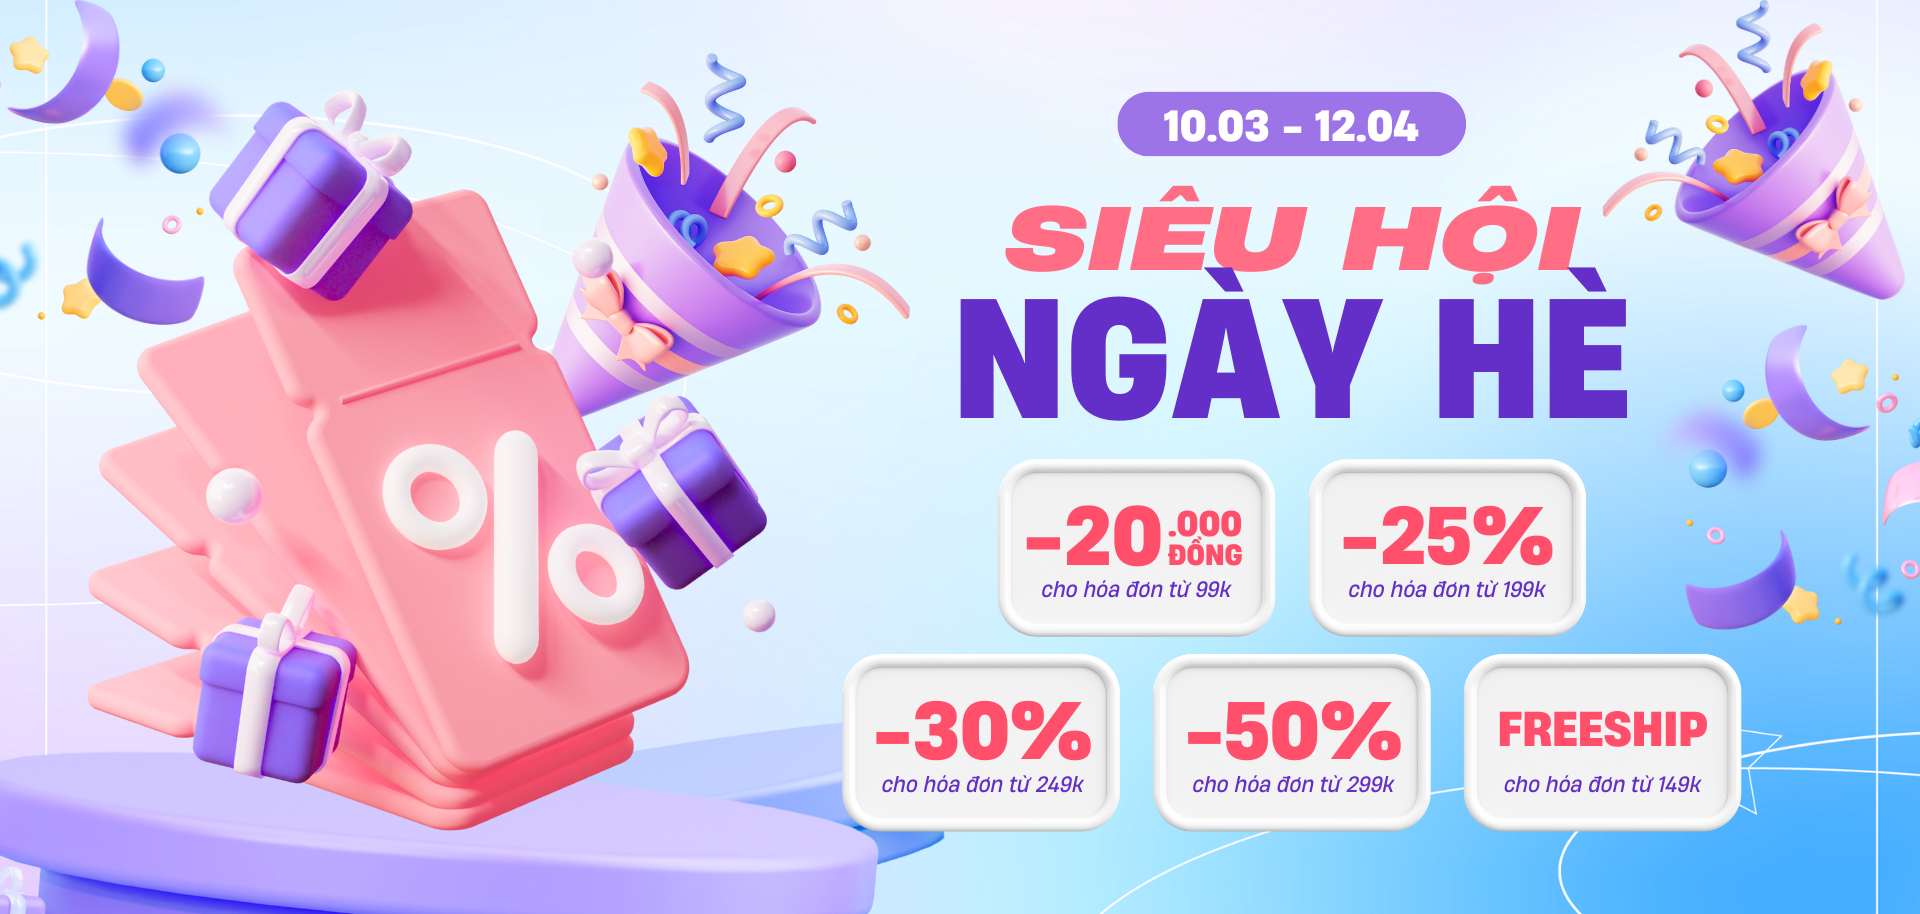 10.03 - 12.04
SIÊU HỘI
NGÀY HÈ
-20.000 ĐỒNG
cho hóa đơn từ 99k
-25%
cho hóa đơn từ 199k
-30%
cho hóa đơn từ 249k
-50%
cho hóa đơn từ 299k
FREESHIP
cho hóa đơn từ 149k
%